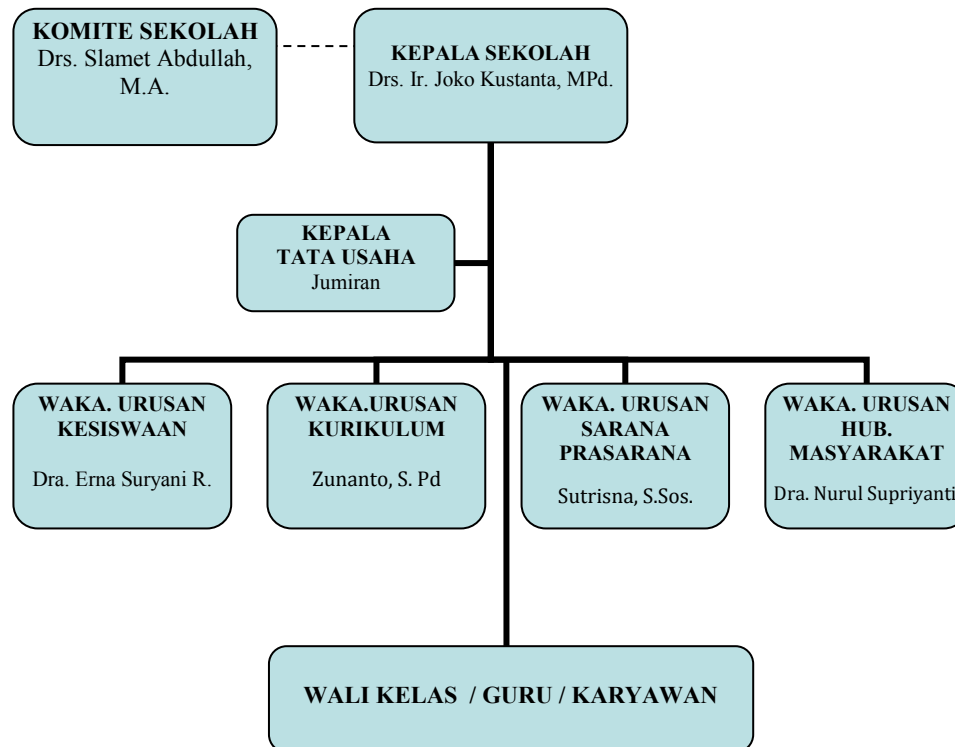 KOMITE SEKOLAH
Drs. Slamet Abdullah,
M.A.
KEPALA SEKOLAH
Drs. Ir. Joko Kustanta, MPd.
KEPALA
TATA USAHA
Jumiran
WAKA. URUSAN
KESISWAAN
Dra. Erna Suryani R.
WAKA.URUSAN
KURIKULUM
Zunanto, S. Pd
WAKA. URUSAN
SARANA
PRASARANA
Sutrisna, S.Sos.
WAKA. URUSAN
HUB.
MASYARAKAT
Dra. Nurul Supriyanti
WALI KELAS / GURU / KARYAWAN